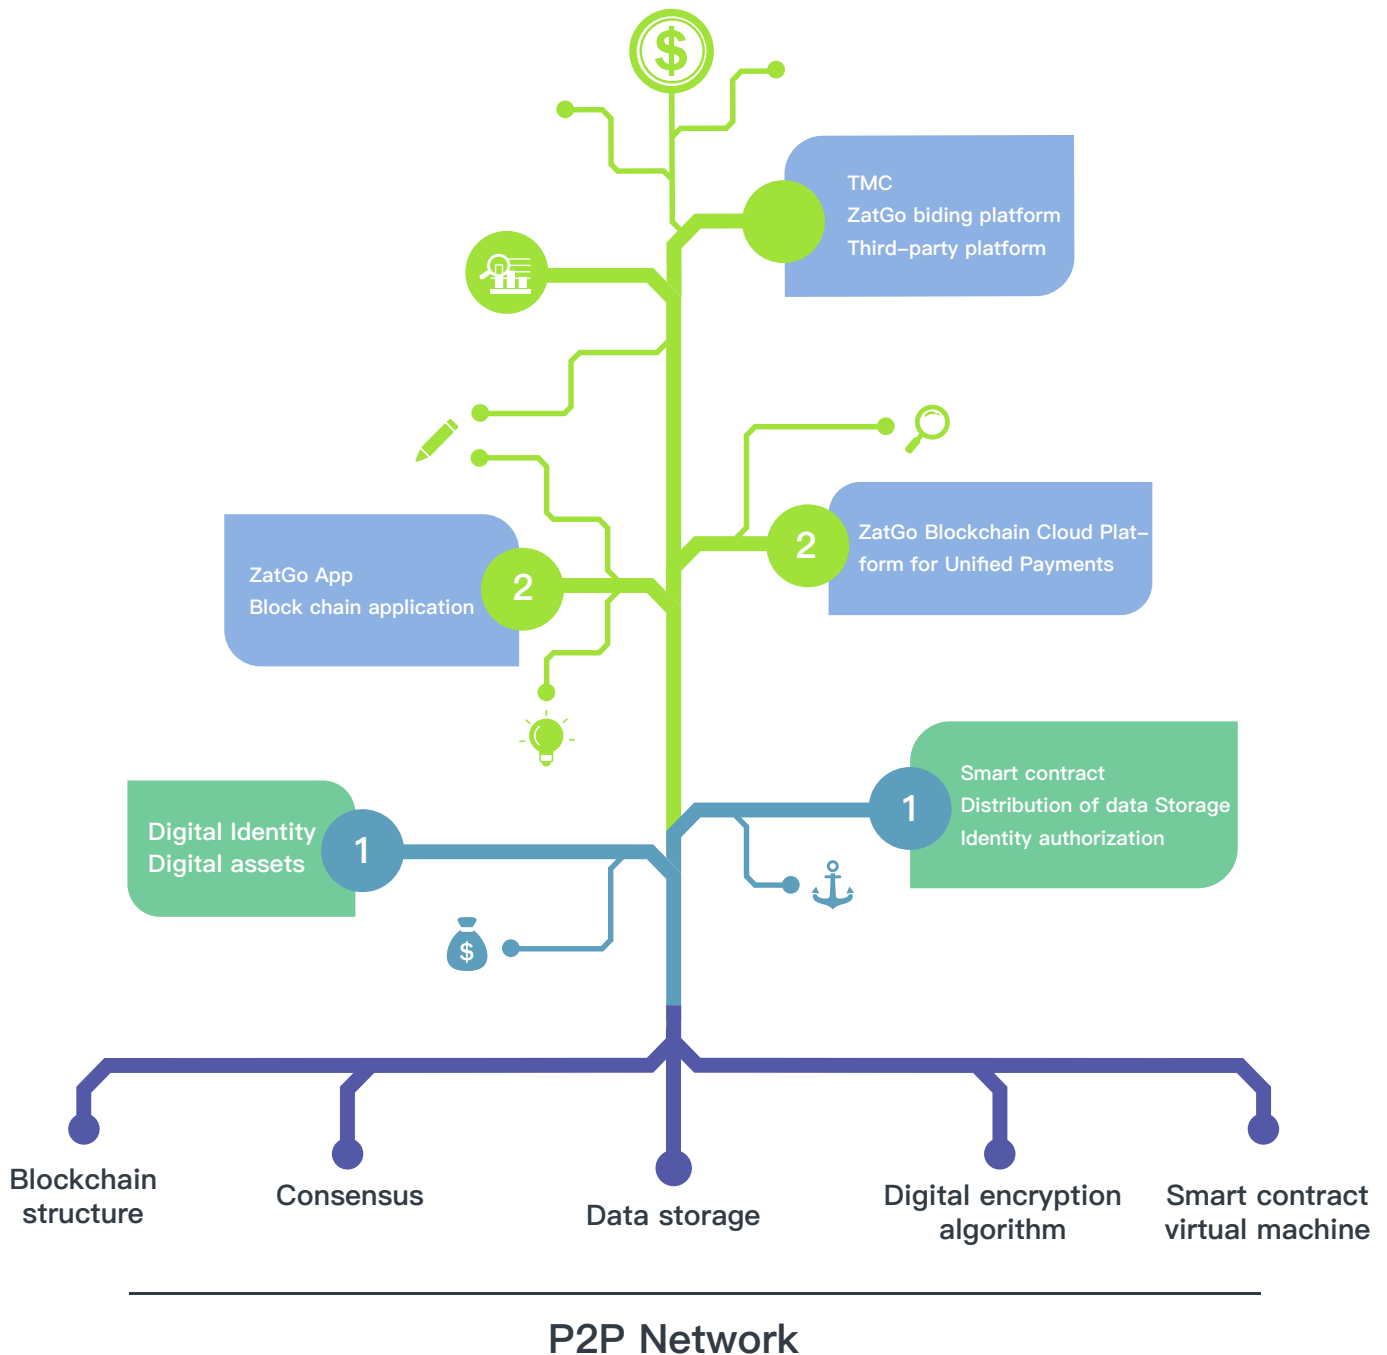 $
TMC
ZatGo biding platform
Third-party platform
ZatGo Blockchain Cloud Plat-
form for Unified Payments
2
ZatGo App
Block chain application
2
Smart contract
Distribution of data Storage
Identity authorization
1
Digital Identity
Digital assets
1
$
Blockchain
structure
Consensus
Data storage
Digital encryption
algorithm
Smart contract
virtual machine
P2P Network